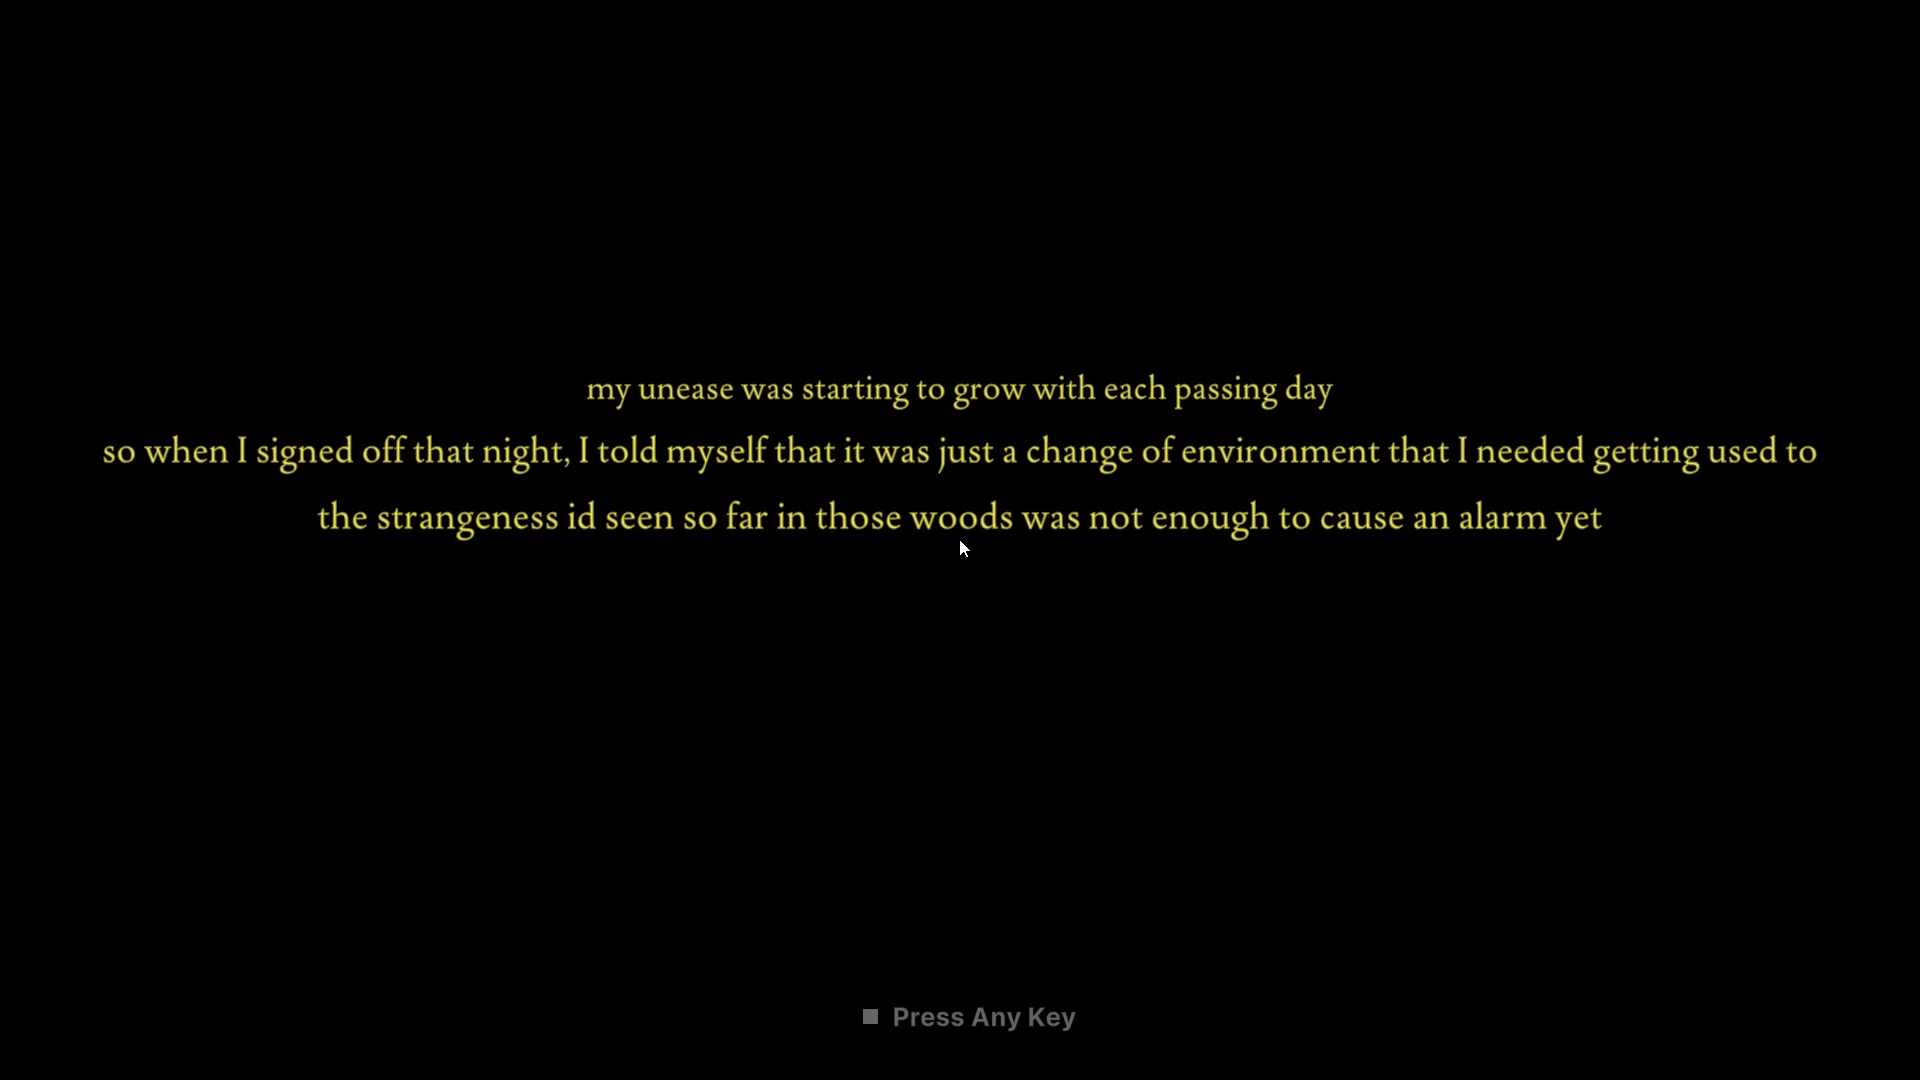 my unease was starting to grow with each passing day
so when I signed off that night, I told myself that it was just a change of environment that I needed getting used to
the strangeness id seen so far in those woods was not enough to cause an alarm yet
Press Any Key